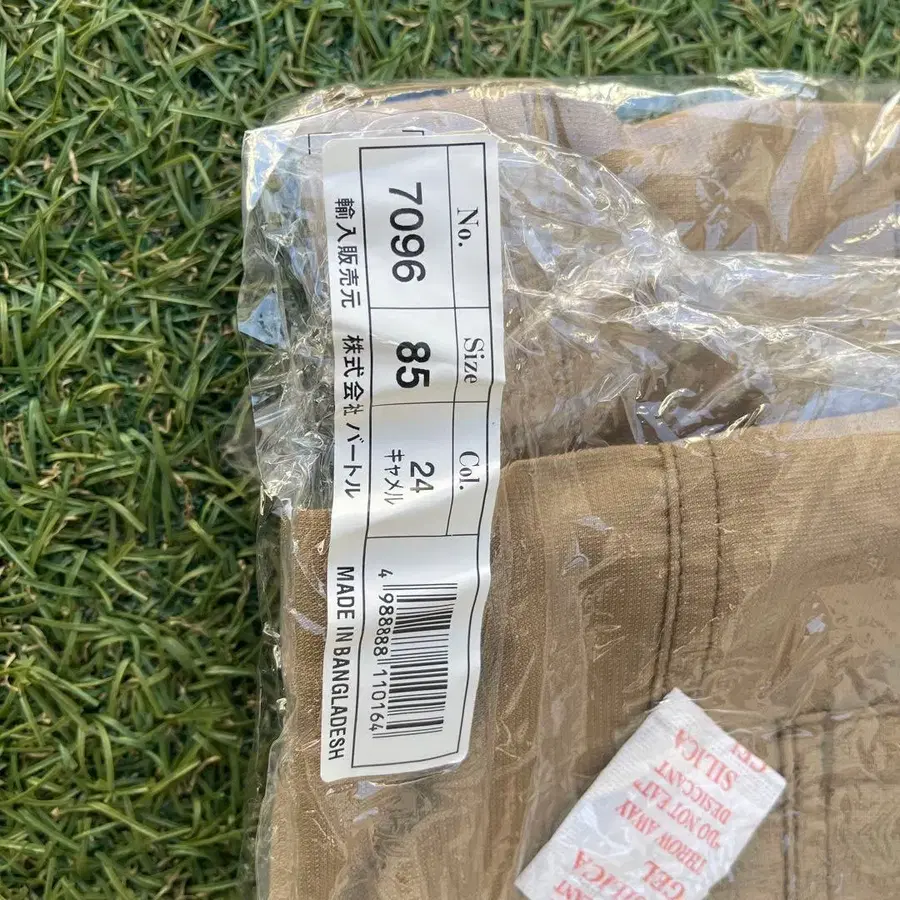 No.
7096
Size
85
Col.
24
キャメル
輸入販売元 株式会社 バートル
4 988888 110164
MADE IN BANGLADESH
SILICA
DESICCANT
"DO NOT EAT"
THROW AWAY
GEL